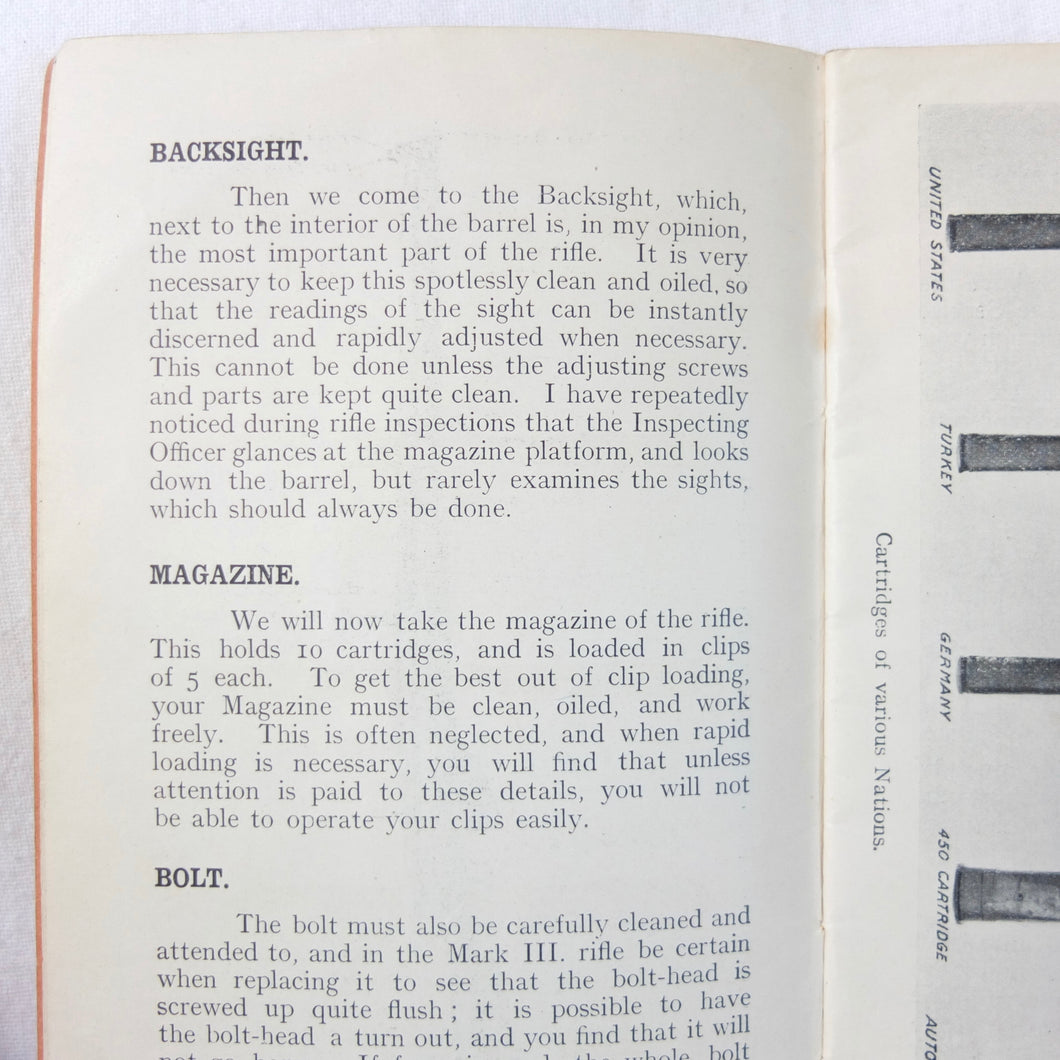 BACKSIGHT.
Then we come to the Backsight, which,
next to the interior of the barrel is, in my opinion,
the most important part of the rifle. It is very
necessary to keep this spotlessly clean and oiled, so
that the readings of the sight can be instantly
discerned and rapidly adjusted when necessary.
This cannot be done unless the adjusting screws
and parts are kept quite clean. I have repeatedly
noticed during rifle inspections that the Inspecting
Officer glances at the magazine platform, and looks
down the barrel, but rarely examines the sights,
which should always be done.
MAGAZINE.
We will now take the magazine of the rifle.
This holds 10 cartridges, and is loaded in clips
of 5 each. To get the best out of clip loading,
your Magazine must be clean, oiled, and work
freely. This is often neglected, and when rapid
loading is necessary, you will find that unless
attention is paid to these details, you will not
be able to operate your clips easily.
BOLT.
The bolt must also be carefully cleaned and
attended to, and in the Mark III. rifle be certain
when replacing it to see that the bolt-head is
screwed up quite flush; it is possible to have
the bolt-head a turn out, and you find that it will
whole bolt
Cartridges of various Nations.
UNITED STATES
TURKEY
GERMANY
450 CARTRIDGE
AUTO